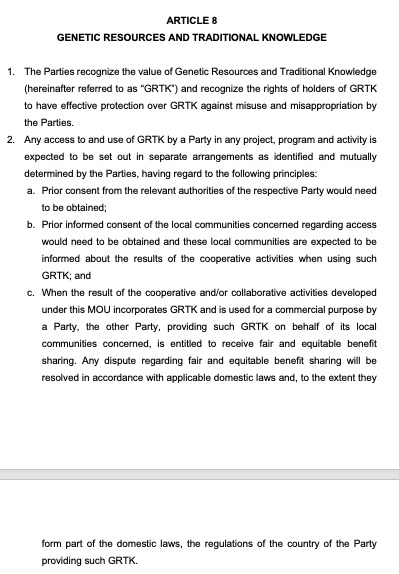 ARTICLE 8
GENETIC RESOURCES AND TRADITIONAL KNOWLEDGE
1. The Parties recognize the value of Genetic Resources and Traditional Knowledge
(hereinafter referred to as “GRTK”) and recognize the rights of holders of GRTK
to have effective protection over GRTK against misuse and misappropriation by
the Parties.
2. Any access to and use of GRTK by a Party in any project, program and activity is
expected to be set out in separate arrangements as identified and mutually
determined by the Parties, having regard to the following principles:
a. Prior consent from the relevant authorities of the respective Party would need
to be obtained;
b. Prior informed consent of the local communities concerned regarding access
would need to be obtained and these local communities are expected to be
informed about the results of the cooperative activities when using such
GRTK; and
c. When the result of the cooperative and/or collaborative activities developed
under this MOU incorporates GRTK and is used for a commercial purpose by
a Party, the other Party, providing such GRTK on behalf of its local
communities concerned, is entitled to receive fair and equitable benefit
sharing. Any dispute regarding fair and equitable benefit sharing will be
resolved in accordance with applicable domestic laws and, to the extent they
form part of the domestic laws, the regulations of the country of the Party
providing such GRTK.